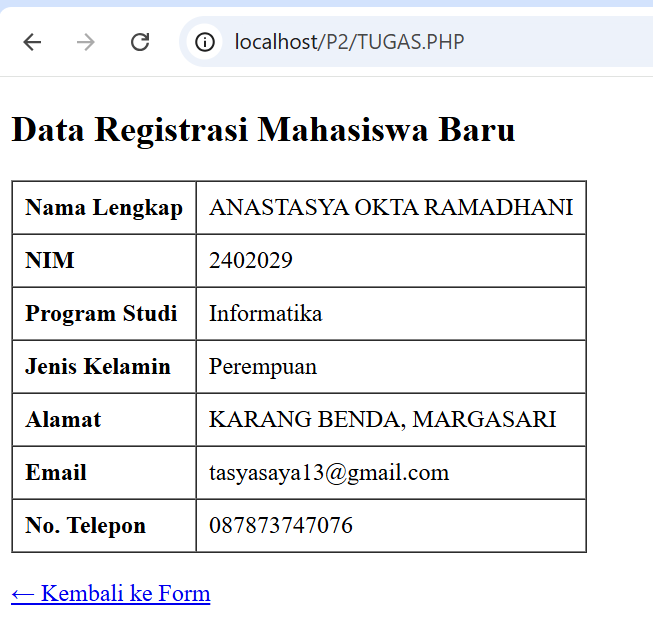 localhost/P2/TUGAS.PHP
Data Registrasi Mahasiswa Baru
Nama Lengkap ANASTASYA OKTA RAMADHANI
NIM 2402029
Program Studi Informatika
Jenis Kelamin Perempuan
Alamat KARANG BENDA, MARGASARI
Email tasyasaya13@gmail.com
No. Telepon 087873747076
← Kembali ke Form